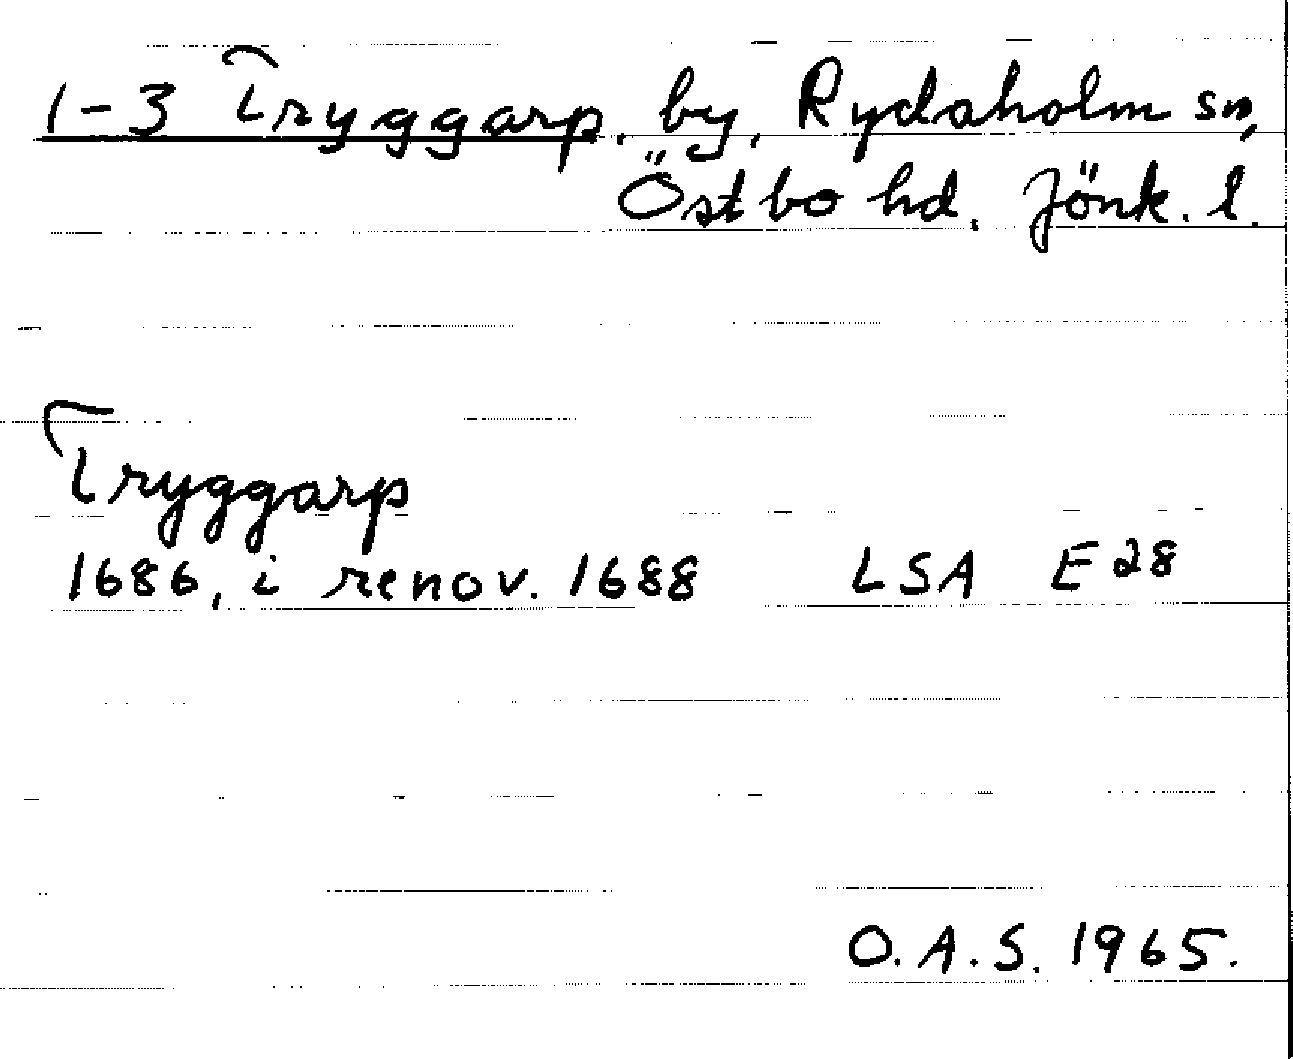 1-3 Tryggarp, by, Rydaholm sn,
Östbo hd, Jönk. l.
Tryggarp
1686, i renov. 1688 LSA E28
O.A.S. 1965.